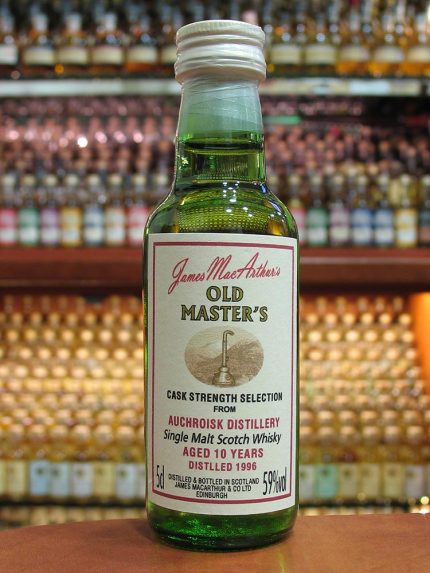 James MacArthur's
OLD
MASTER'S
CASK STRENGTH SELECTION
FROM
AUCHROISK DISTILLERY
Single Malt Scotch Whisky
AGED 10 YEARS
DISTLLED 1996
5cl
DISTILLED & BOTTLED IN SCOTLAND
JAMES MACARTHUR & CO LTD
EDINBURGH
59%vol